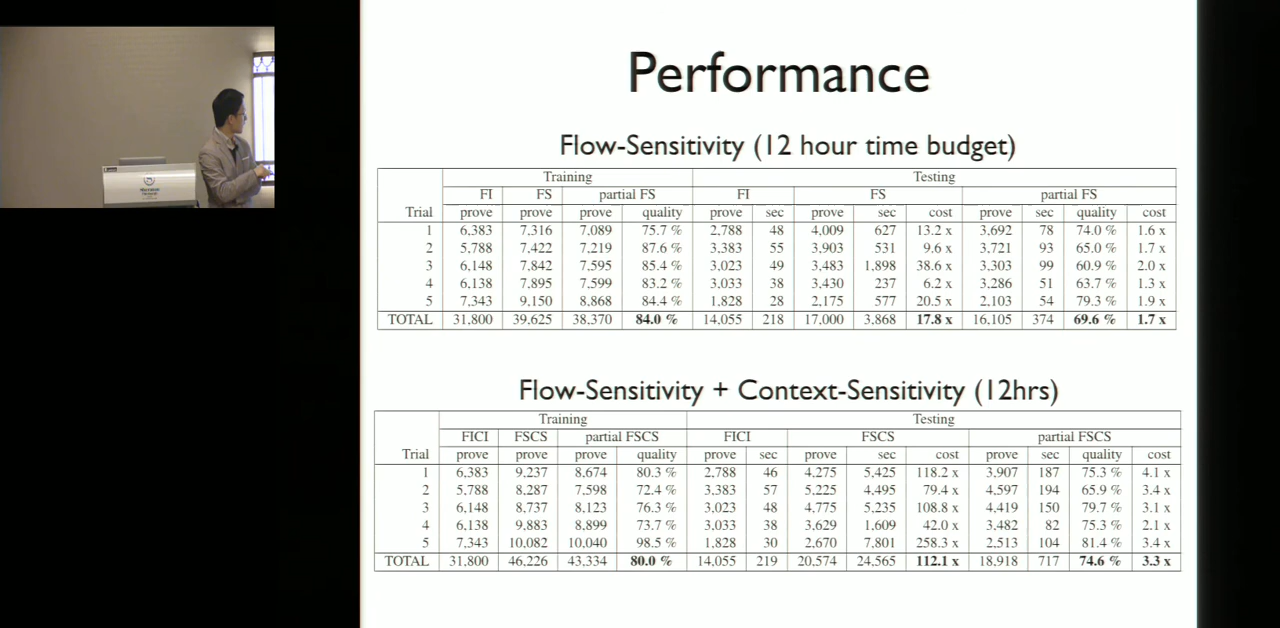 Performance
Flow-Sensitivity (12 hour time budget)
Training Testing
FI FS partial FS FI FS partial FS
Trial prove prove prove quality prove sec prove sec cost prove sec quality cost
1 6,383 7,316 7,089 75.7 % 2,788 48 4,009 627 13.2 x 3,692 78 74.0 % 1.6 x
2 5,788 7,422 7,219 87.6 % 3,383 55 3,903 531 9.6 x 3,721 93 65.0 % 1.7 x
3 6,148 7,842 7,595 85.4 % 3,023 49 3,483 1,898 38.6 x 3,303 99 60.9 % 2.0 x
4 6,138 7,895 7,599 83.2 % 3,033 38 3,430 237 6.2 x 3,286 51 63.7 % 1.3 x
5 7,343 9,150 8,868 84.4 % 1,828 28 2,175 577 20.5 x 2,103 54 79.3 % 1.9 x
TOTAL 31,800 39,625 38,370 84.0 % 14,055 218 17,000 3,868 17.8 x 16,105 374 69.6 % 1.7 x
Flow-Sensitivity + Context-Sensitivity (12hrs)
Training Testing
FICI FSCS partial FSCS FICI FSCS partial FSCS
Trial prove prove prove quality prove sec prove sec cost prove sec quality cost
1 6,383 9,237 8,674 80.3 % 2,788 46 4,275 5,425 118.2 x 3,907 187 75.3 % 4.1 x
2 5,788 8,287 7,598 72.4 % 3,383 57 5,225 4,495 79.4 x 4,597 194 65.9 % 3.4 x
3 6,148 8,737 8,123 76.3 % 3,023 48 4,775 5,235 108.8 x 4,419 150 79.7 % 3.1 x
4 6,138 9,883 8,899 73.7 % 3,033 38 3,629 1,609 42.0 x 3,482 82 75.3 % 2.1 x
5 7,343 10,082 10,040 98.5 % 1,828 30 2,670 7,801 258.3 x 2,513 104 81.4 % 3.4 x
TOTAL 31,800 46,226 43,334 80.0 % 14,055 219 20,574 24,565 112.1 x 18,918 717 74.6 % 3.3 x